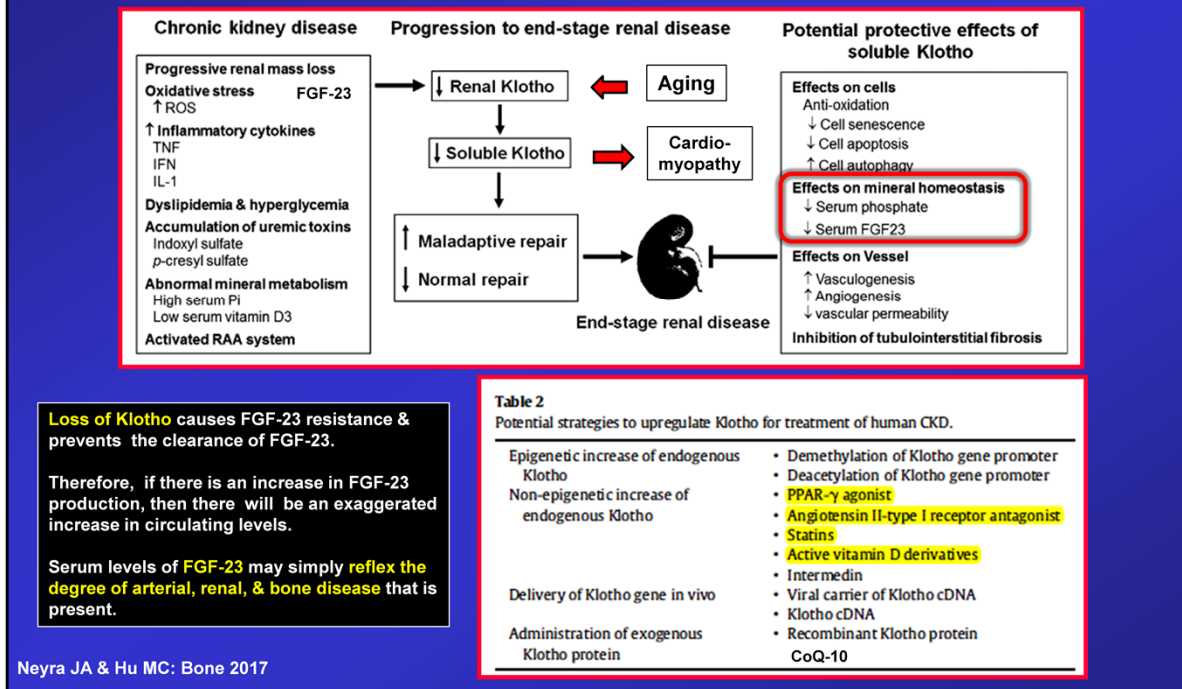 Chronic kidney disease
Progression to end-stage renal disease
Potential protective effects of
soluble Klotho
Progressive renal mass loss
Oxidative stress FGF-23
↑ ROS
↑ Inflammatory cytokines
TNF
IFN
IL-1
Dyslipidemia & hyperglycemia
Accumulation of uremic toxins
Indoxyl sulfate
p-cresyl sulfate
Abnormal mineral metabolism
High serum Pi
Low serum vitamin D3
Activated RAA system
↓ Renal Klotho
Aging
↓ Soluble Klotho
Cardio-
myopathy
↑ Maladaptive repair
↓ Normal repair
End-stage renal disease
Effects on cells
Anti-oxidation
↓ Cell senescence
↓ Cell apoptosis
↑ Cell autophagy
Effects on mineral homeostasis
↓ Serum phosphate
↓ Serum FGF23
Effects on Vessel
↑ Vasculogenesis
↑ Angiogenesis
↓ vascular permeability
Inhibition of tubulointerstitial fibrosis
Loss of Klotho causes FGF-23 resistance &
prevents the clearance of FGF-23.
Therefore, if there is an increase in FGF-23
production, then there will be an exaggerated
increase in circulating levels.
Serum levels of FGF-23 may simply reflex the
degree of arterial, renal, & bone disease that is
present.
Table 2
Potential strategies to upregulate Klotho for treatment of human CKD.
Epigenetic increase of endogenous • Demethylation of Klotho gene promoter
Klotho • Deacetylation of Klotho gene promoter
Non-epigenetic increase of • PPAR-γ agonist
endogenous Klotho • Angiotensin II-type I receptor antagonist
• Statins
• Active vitamin D derivatives
• Intermedin
Delivery of Klotho gene in vivo • Viral carrier of Klotho cDNA
• Klotho cDNA
Administration of exogenous • Recombinant Klotho protein
Klotho protein CoQ-10
Neyra JA & Hu MC: Bone 2017